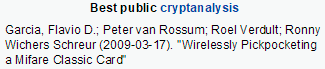 Best public cryptanalysis
Garcia, Flavio D.; Peter van Rossum; Roel Verdult; Ronny
Wichers Schreur (2009-03-17). "Wirelessly Pickpocketing
a Mifare Classic Card"